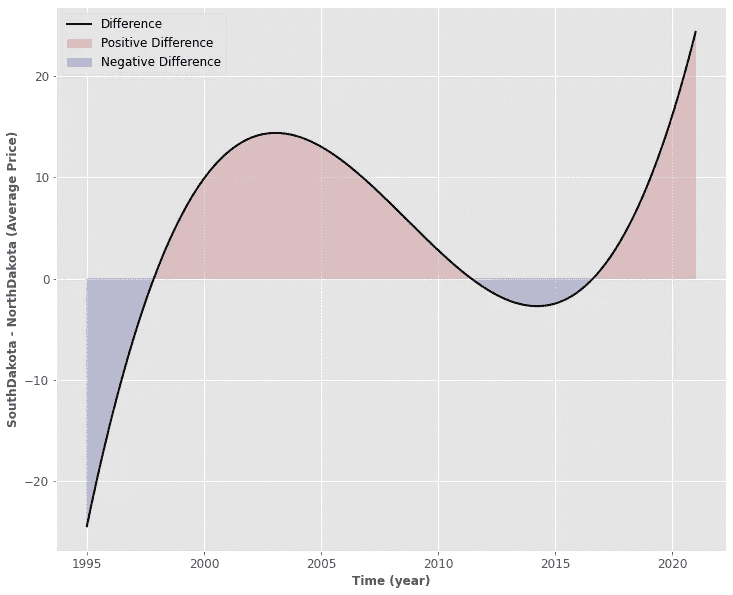 Difference
Positive Difference
Negative Difference
20
10
0
−10
−20
SouthDakota - NorthDakota (Average Price)
1995 2000 2005 2010 2015 2020
Time (year)